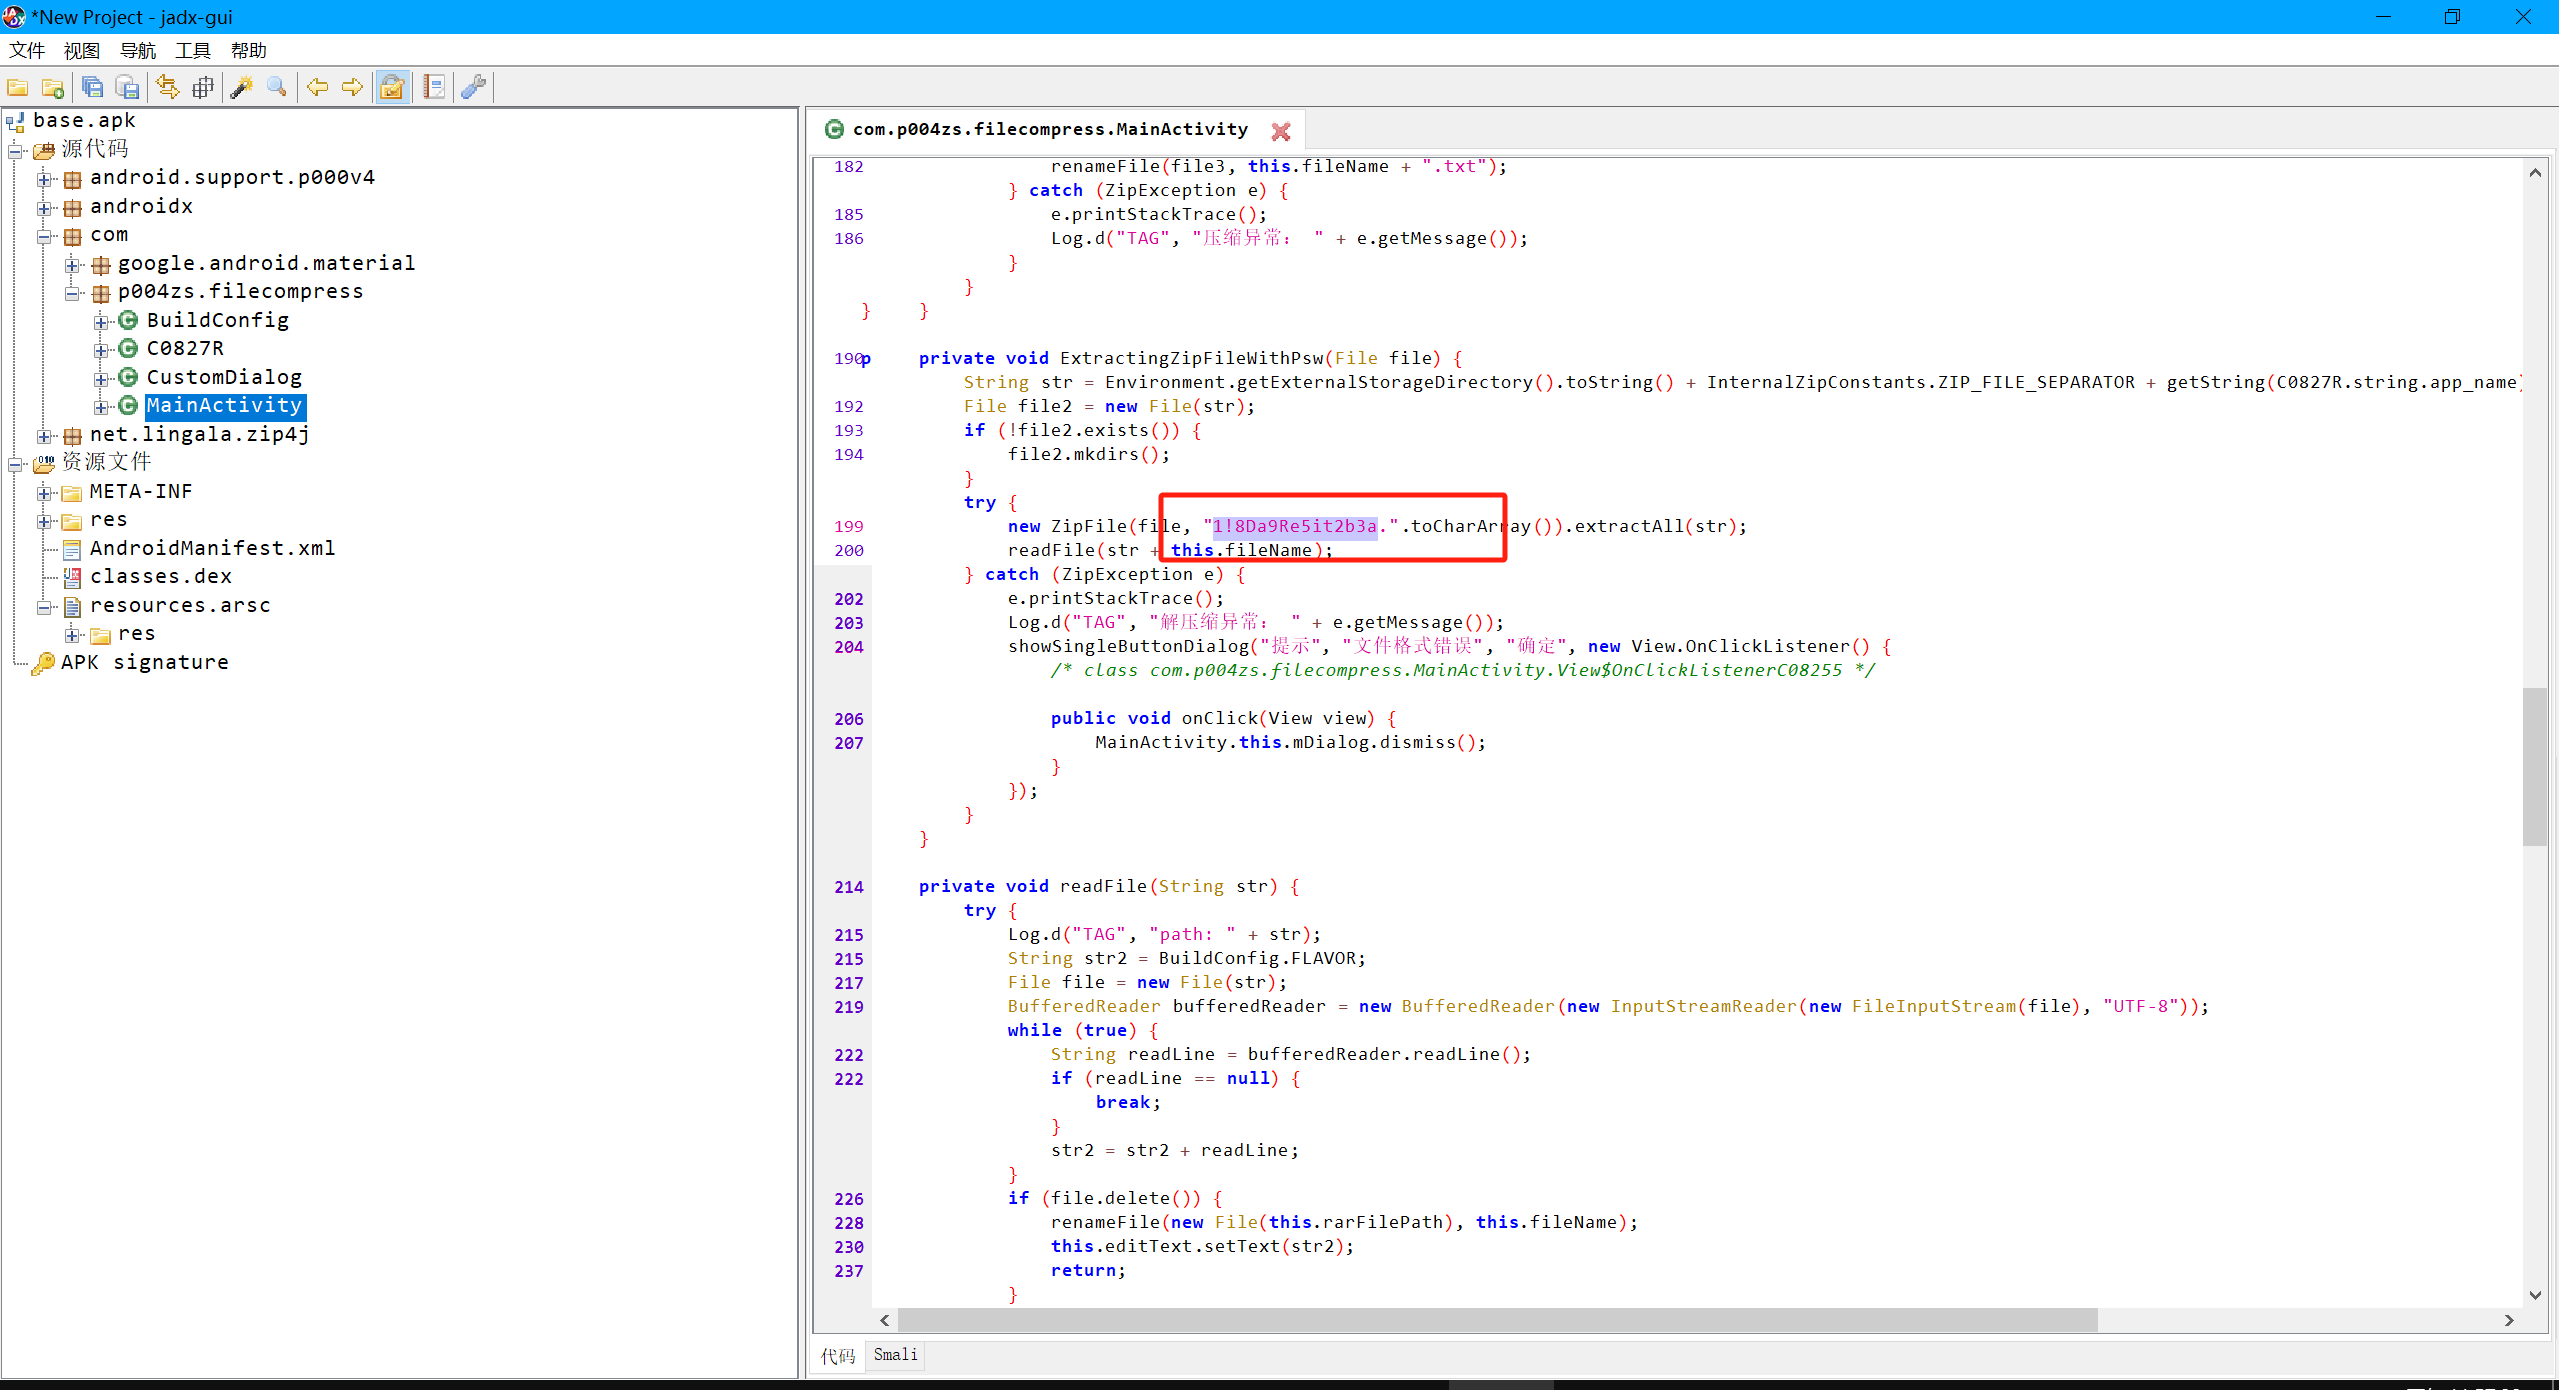 *New Project - jadx-gui
文件 视图 导航 工具 帮助
base.apk
源代码
android.support.p000v4
androidx
com
google.android.material
p004zs.filecompress
BuildConfig
C0827R
CustomDialog
MainActivity
net.lingala.zip4j
资源文件
META-INF
res
AndroidManifest.xml
classes.dex
resources.arsc
res
APK signature
com.p004zs.filecompress.MainActivity
182 renameFile(file3, this.fileName + ".txt");
} catch (ZipException e) {
185 e.printStackTrace();
186 Log.d("TAG", "压缩异常： " + e.getMessage());
}
}
} }
190 private void ExtractingZipFileWithPsw(File file) {
String str = Environment.getExternalStorageDirectory().toString() + InternalZipConstants.ZIP_FILE_SEPARATOR + getString(C0827R.string.app_name)
192 File file2 = new File(str);
193 if (!file2.exists()) {
194 file2.mkdirs();
}
try {
199 new ZipFile(file, "1!8Da9Re5it2b3a.".toCharArray()).extractAll(str);
200 readFile(str + this.fileName);
} catch (ZipException e) {
202 e.printStackTrace();
203 Log.d("TAG", "解压缩异常： " + e.getMessage());
204 showSingleButtonDialog("提示", "文件格式错误", "确定", new View.OnClickListener() {
/* class com.p004zs.filecompress.MainActivity.View$OnClickListenerC08255 */
206 public void onClick(View view) {
207 MainActivity.this.mDialog.dismiss();
}
});
}
}
214 private void readFile(String str) {
try {
215 Log.d("TAG", "path: " + str);
215 String str2 = BuildConfig.FLAVOR;
217 File file = new File(str);
219 BufferedReader bufferedReader = new BufferedReader(new InputStreamReader(new FileInputStream(file), "UTF-8"));
while (true) {
222 String readLine = bufferedReader.readLine();
222 if (readLine == null) {
break;
}
str2 = str2 + readLine;
}
226 if (file.delete()) {
228 renameFile(new File(this.rarFilePath), this.fileName);
230 this.editText.setText(str2);
237 return;
}
代码 Smali